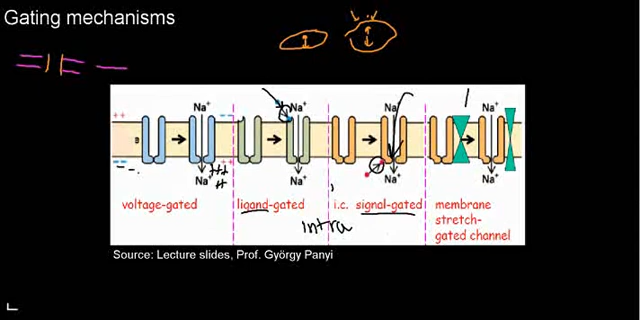 Gating mechanisms
++
Na⁺ Na⁺ Na⁺ Na⁺
++
Na⁺ Na⁺ Na⁺ Na⁺
voltage-gated
ligand-gated
i.c. signal-gated
membrane
stretch-
gated channel
intra
Source: Lecture slides, Prof. György Panyi